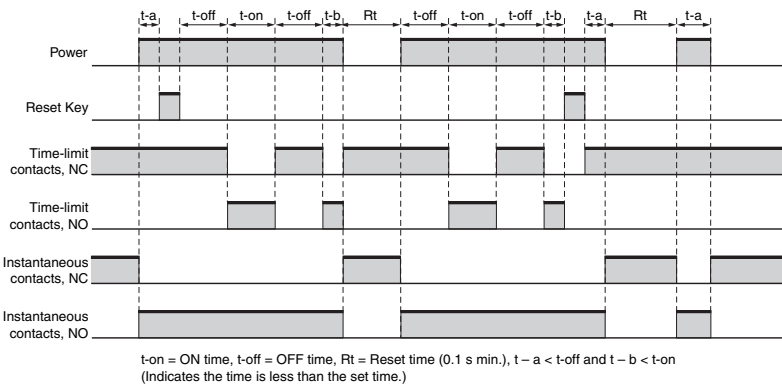 t-a t-off t-on t-off t-b Rt t-off t-on t-off t-b t-a Rt t-a
Power
Reset Key
Time-limit
contacts, NC
Time-limit
contacts, NO
Instantaneous
contacts, NC
Instantaneous
contacts, NO
t-on = ON time, t-off = OFF time, Rt = Reset time (0.1 s min.), t – a < t-off and t – b < t-on
(Indicates the time is less than the set time.)